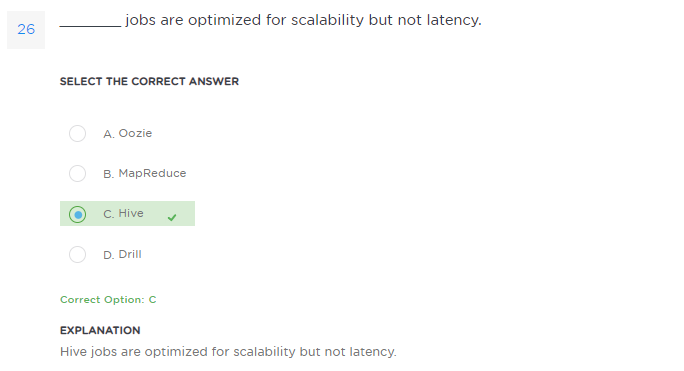 26
________ jobs are optimized for scalability but not latency.
SELECT THE CORRECT ANSWER
A. Oozie
B. MapReduce
C. Hive
D. Drill
Correct Option: C
EXPLANATION
Hive jobs are optimized for scalability but not latency.